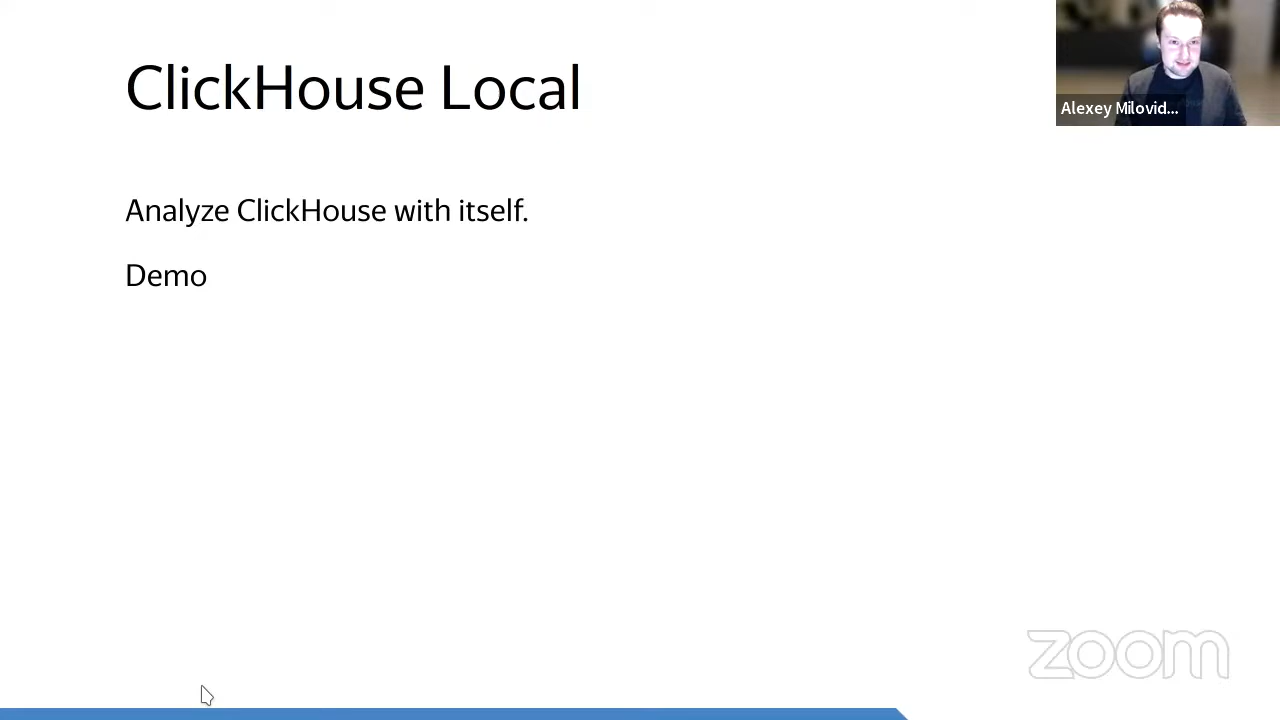 ClickHouse Local
Alexey Milovid...
Analyze ClickHouse with itself.
Demo
zoom